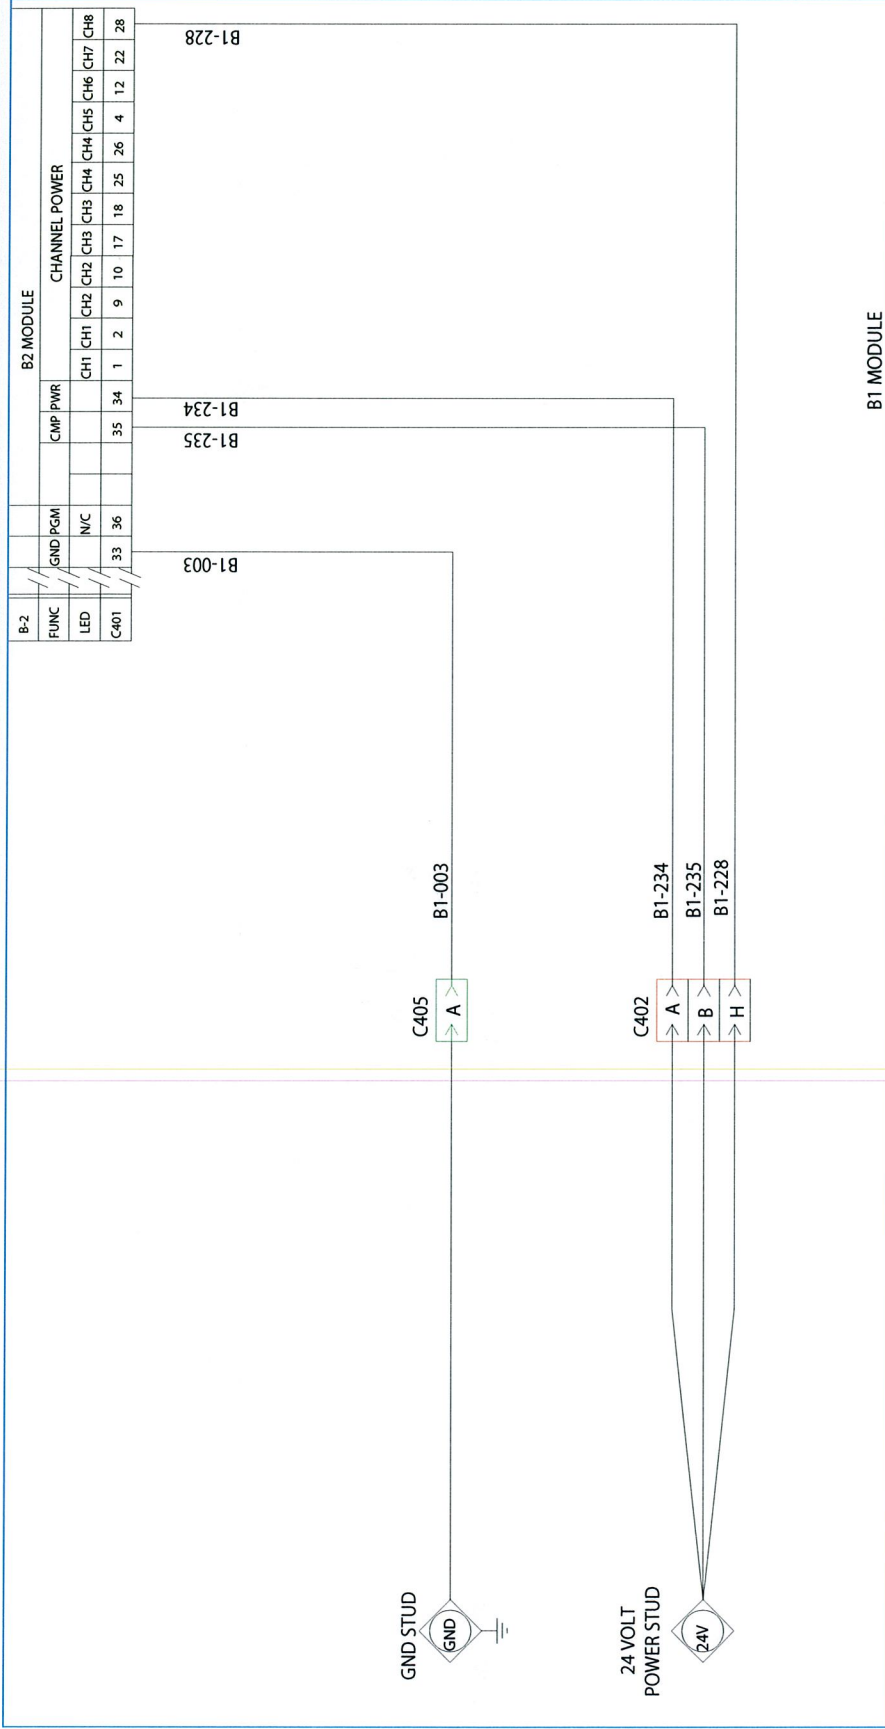 B-2
B2 MODULE
FUNC GND PGM CMP PWR CHANNEL POWER
LED N/C CH1 CH1 CH2 CH2 CH3 CH3 CH4 CH4 CH5 CH6 CH7 CH8
C401 33 36 35 34 1 2 9 10 17 18 25 26 4 12 22 28
B1-003
B1-235
B1-234
B1-228
GND STUD
GND
C405
A
B1-003
24 VOLT
POWER STUD
24V
C402
A
B1-234
B
B1-235
H
B1-228
B1 MODULE